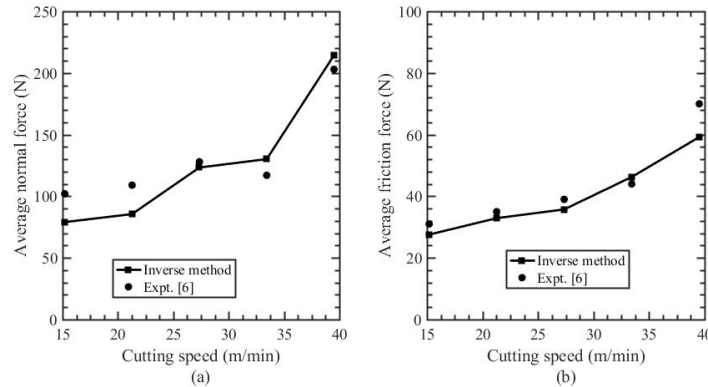 250
200
150
100
50
0
Average normal force (N)
Inverse method
Expt. [6]
15 20 25 30 35 40
Cutting speed (m/min)
(a)
100
80
60
40
20
0
Average friction force (N)
Inverse method
Expt. [6]
15 20 25 30 35 40
Cutting speed (m/min)
(b)